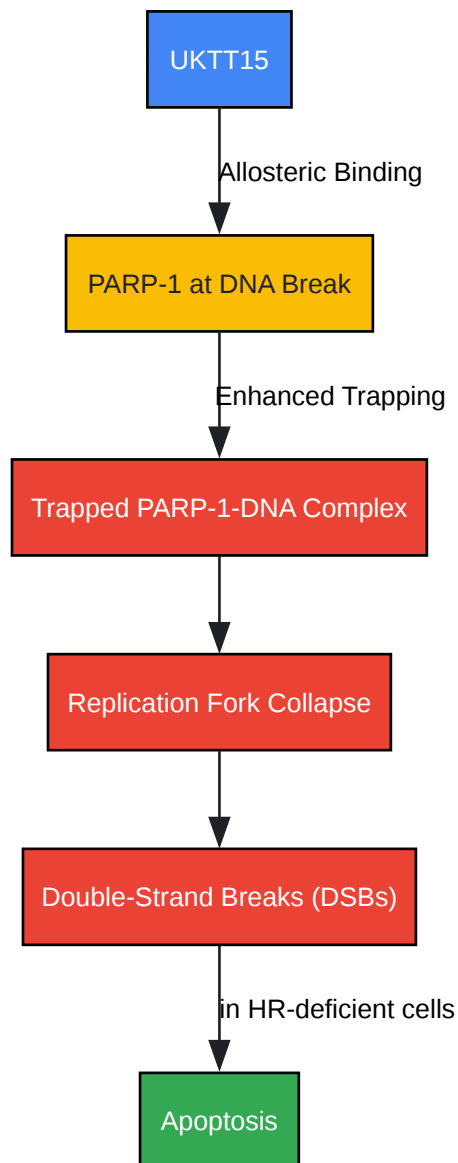 UKTT15
Allosteric Binding
PARP-1 at DNA Break
Enhanced Trapping
Trapped PARP-1-DNA Complex
Replication Fork Collapse
Double-Strand Breaks (DSBs)
in HR-deficient cells
Apoptosis